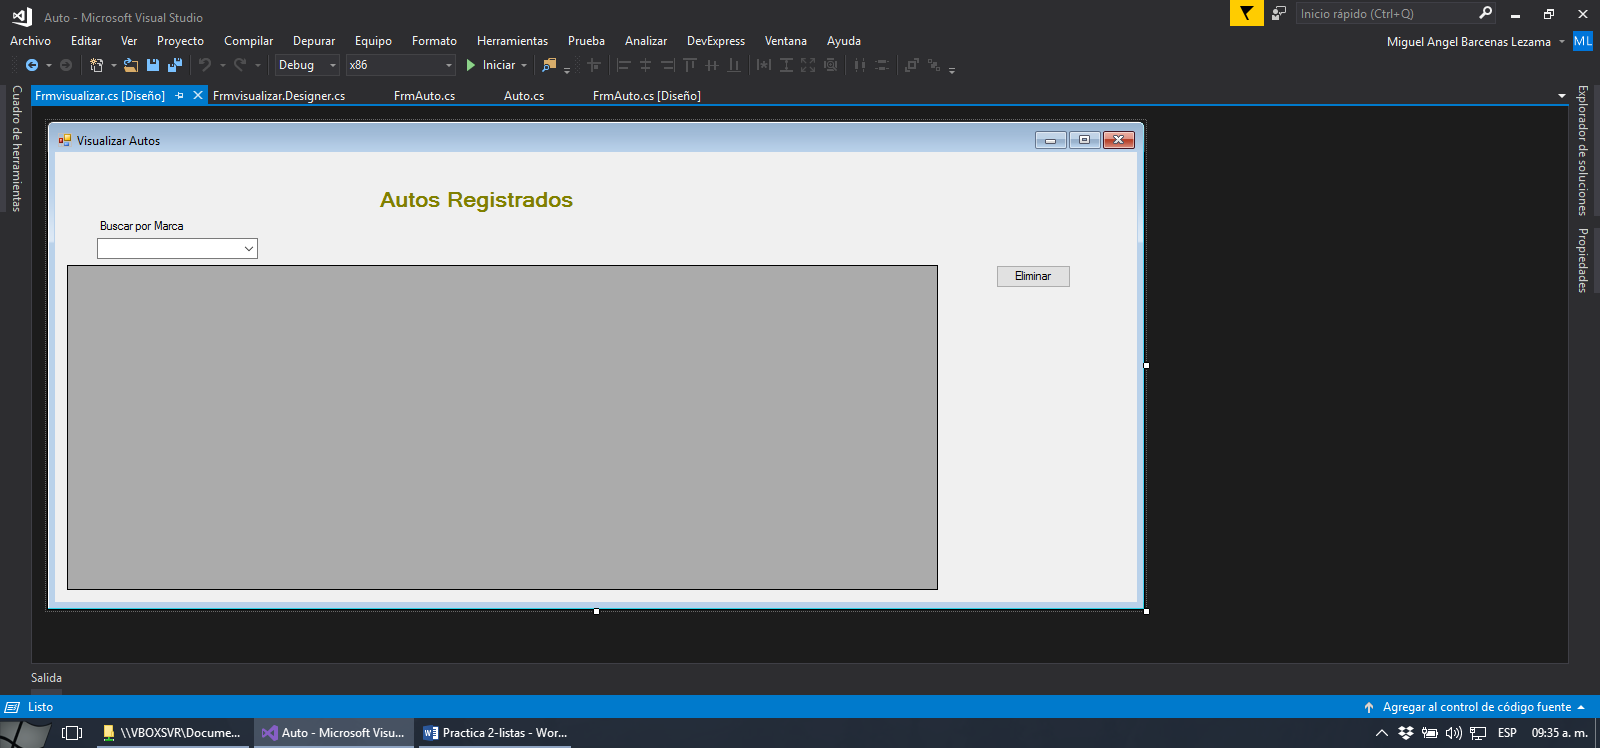 Auto - Microsoft Visual Studio
Inicio rápido (Ctrl+Q)
Archivo Editar Ver Proyecto Compilar Depurar Equipo Formato Herramientas Prueba Analizar DevExpress Ventana Ayuda
Miguel Angel Barcenas Lezama ML
Debug x86 Iniciar
Cuadro de herramientas
Frmvisualizar.cs [Diseño] Frmvisualizar.Designer.cs FrmAuto.cs Auto.cs FrmAuto.cs [Diseño]
Explorador de soluciones
Propiedades
Visualizar Autos
Autos Registrados
Buscar por Marca
Eliminar
Salida
Listo
Agregar al control de código fuente
\\VBOXSVR\Docume...
Auto - Microsoft Visu...
Practica 2-listas - Wor...
ESP
09:35 a. m.